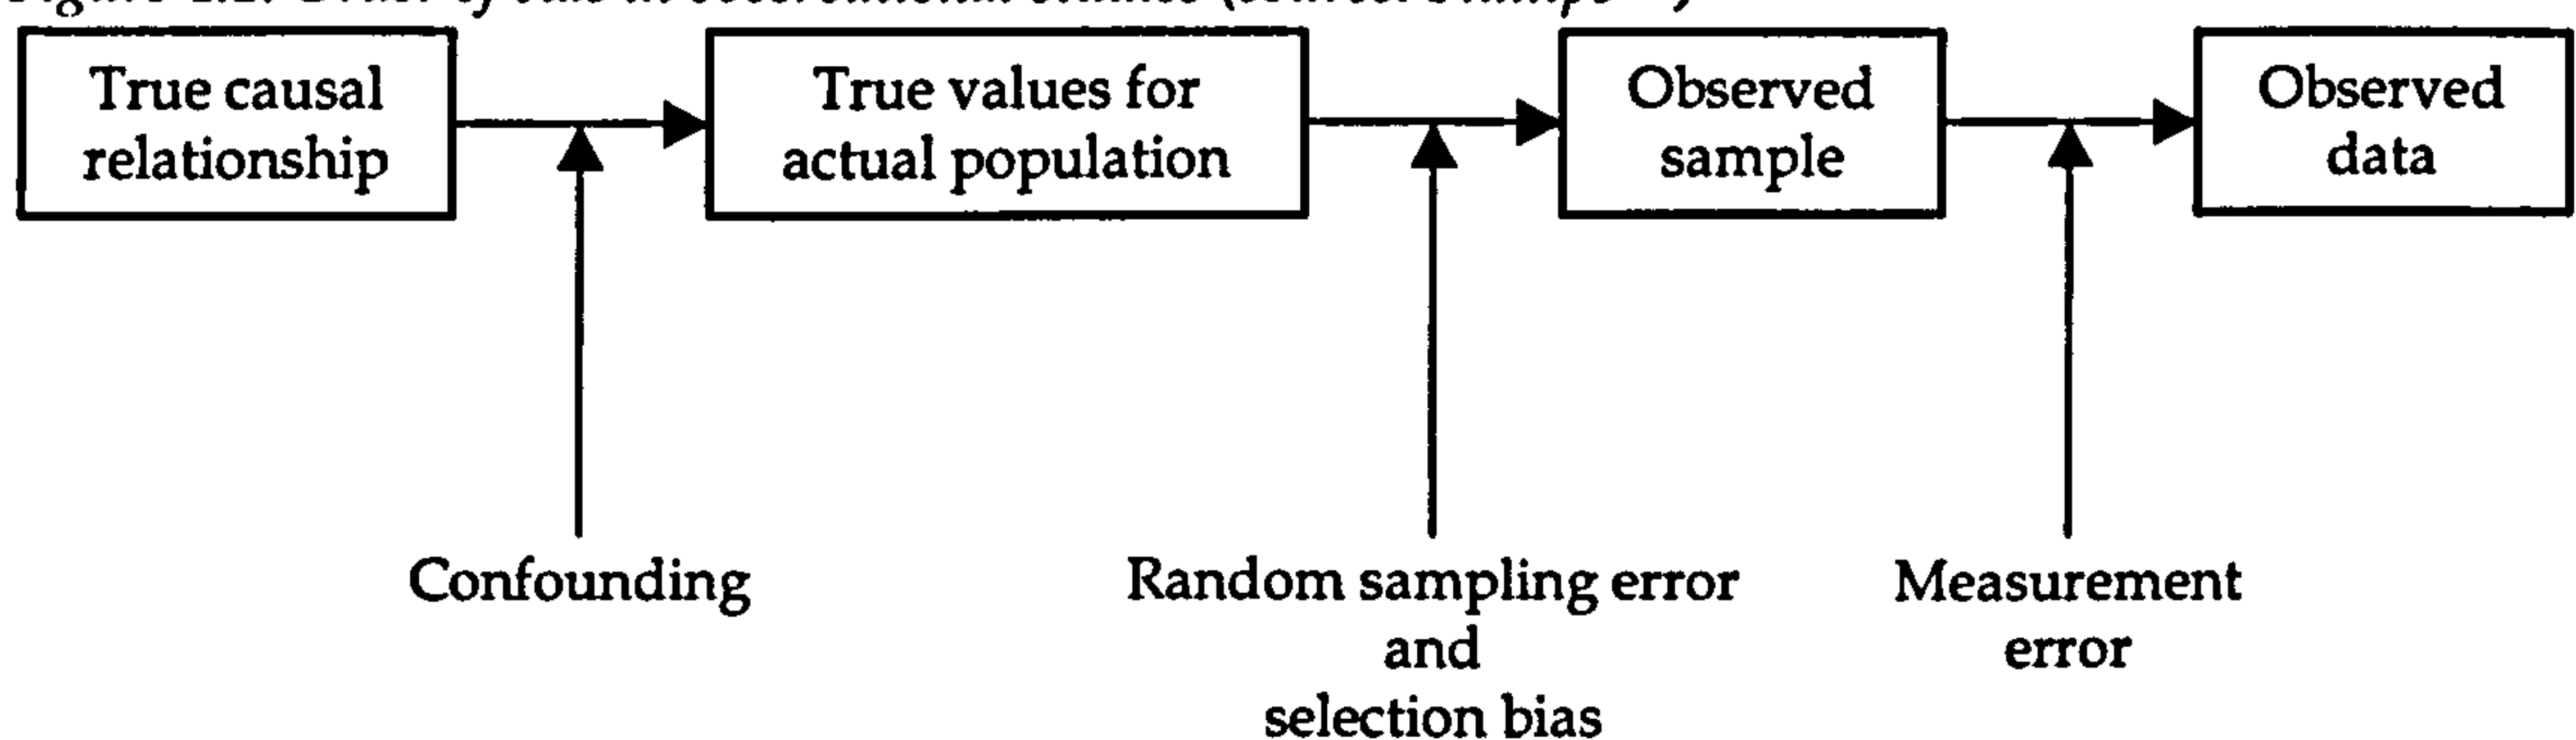 True causal
relationship
True values for
actual population
Observed
sample
Observed
data
Confounding
Random sampling error
and
selection bias
Measurement
error